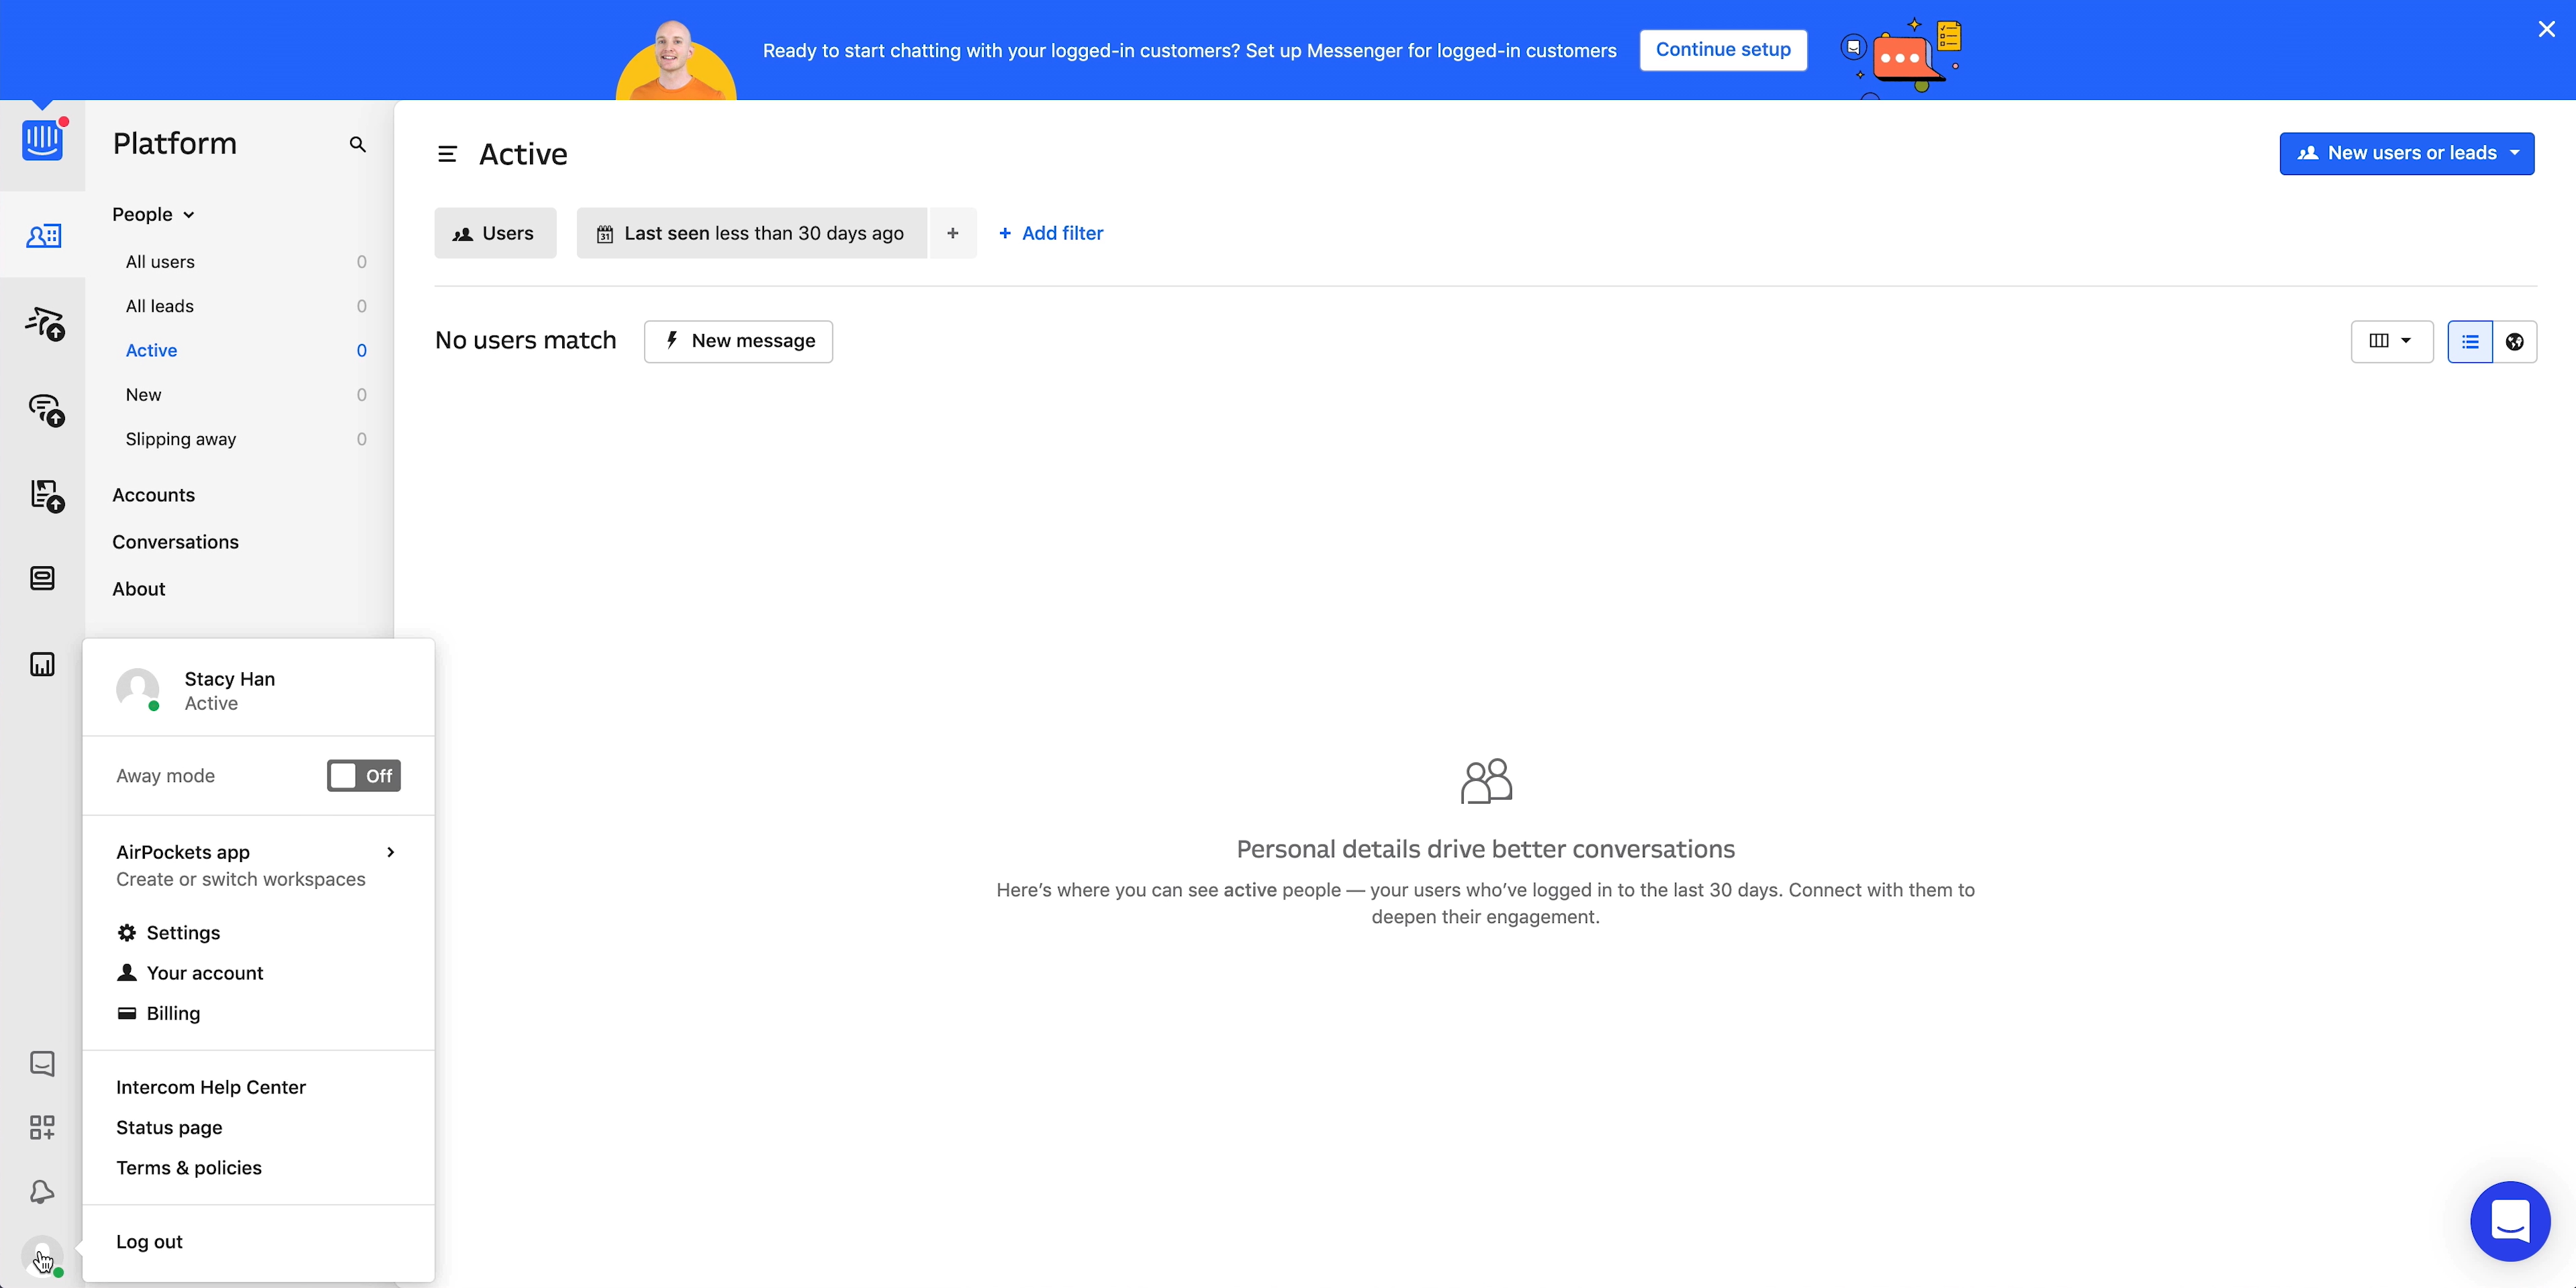 Ready to start chatting with your logged-in customers? Set up Messenger for logged-in customers
Continue setup
Platform
People
All users 0
All leads 0
Active 0
New 0
Slipping away 0
Accounts
Conversations
About
Active
New users or leads
Users
31
Last seen less than 30 days ago
+
+ Add filter
No users match
New message
Personal details drive better conversations
Here's where you can see active people — your users who've logged in to the last 30 days. Connect with them to
deepen their engagement.
Stacy Han
Active
Away mode
Off
AirPockets app
Create or switch workspaces
Settings
Your account
Billing
Intercom Help Center
Status page
Terms & policies
Log out